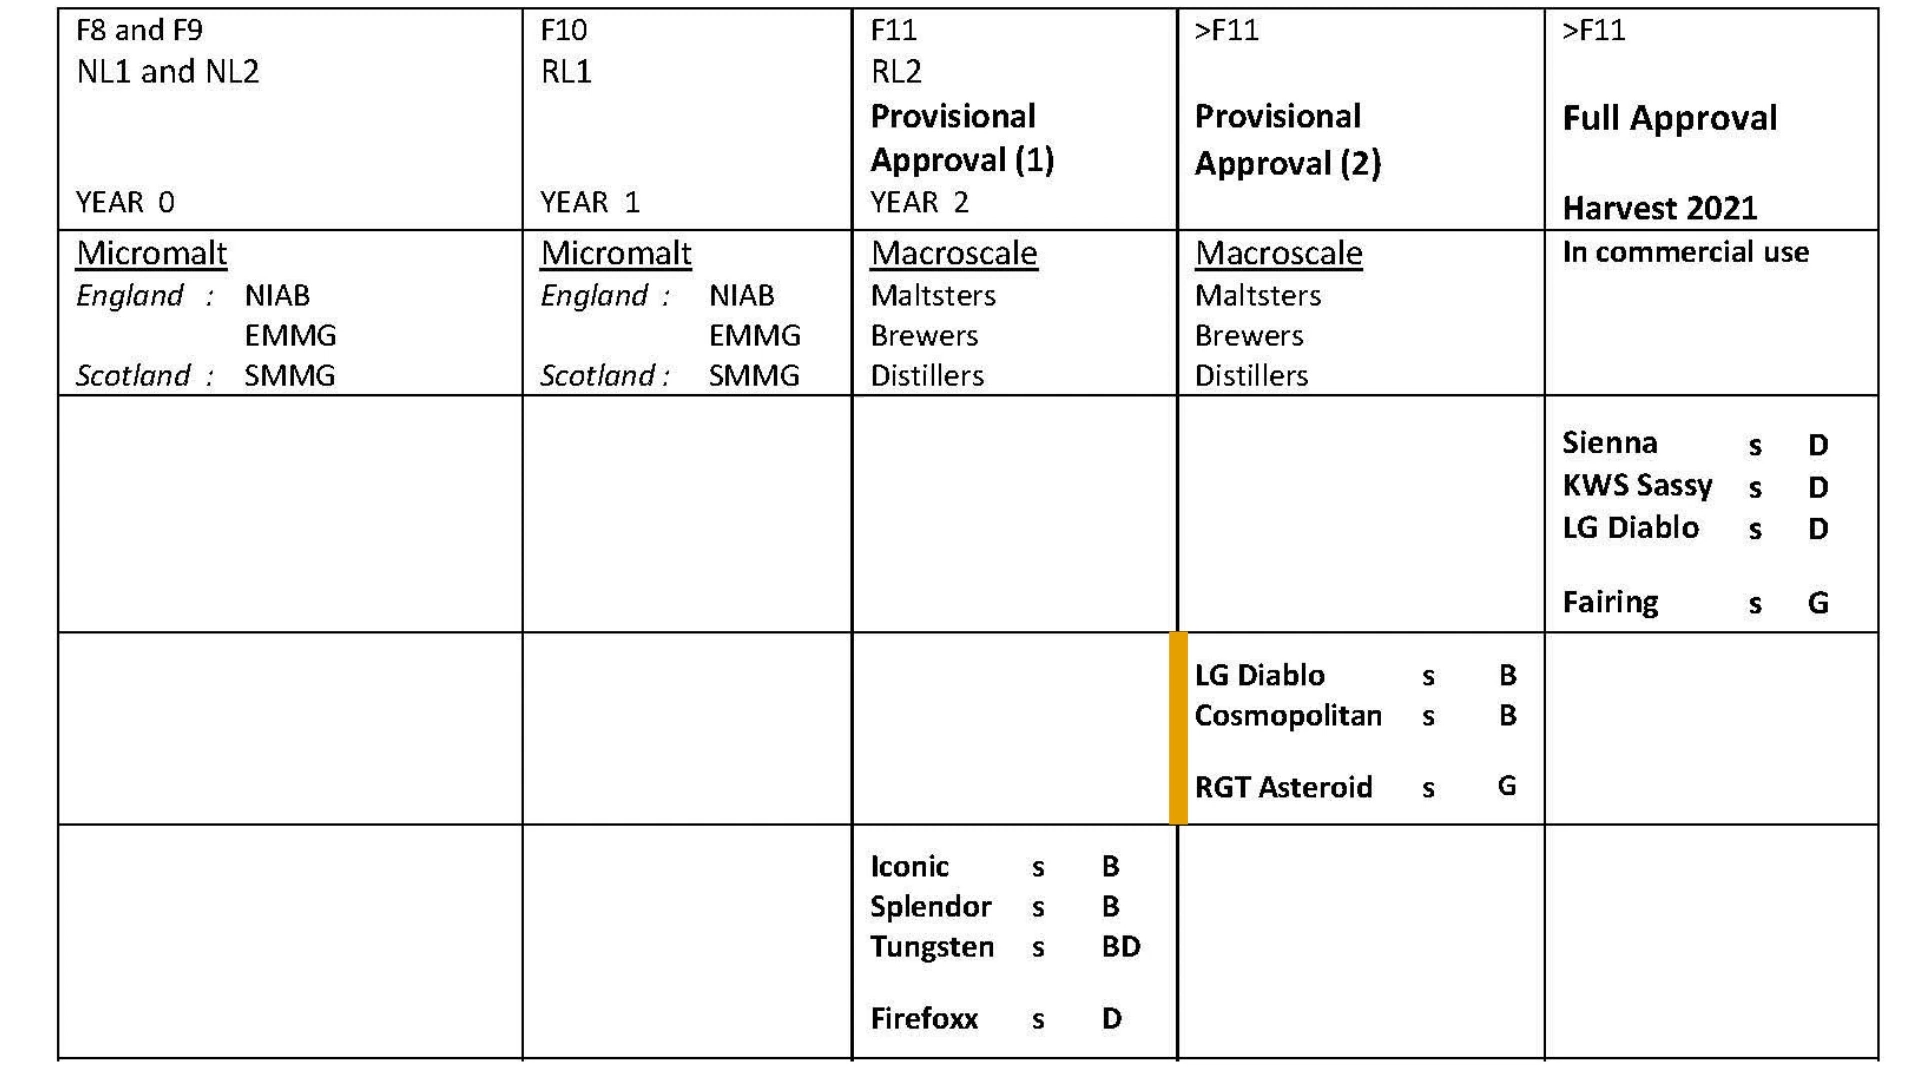 F8 and F9
NL1 and NL2
YEAR 0
F10
RL1
YEAR 1
F11
RL2
Provisional
Approval (1)
YEAR 2
>F11
Provisional
Approval (2)
>F11
Full Approval
Harvest 2021
Micromalt
England : NIAB
EMMG
Scotland : SMMG
Micromalt
England : NIAB
EMMG
Scotland : SMMG
Macroscale
Maltsters
Brewers
Distillers
Macroscale
Maltsters
Brewers
Distillers
In commercial use
Sienna s D
KWS Sassy s D
LG Diablo s D
Fairing s G
LG Diablo s B
Cosmopolitan s B
RGT Asteroid s G
Iconic s B
Splendor s B
Tungsten s BD
Firefoxx s D